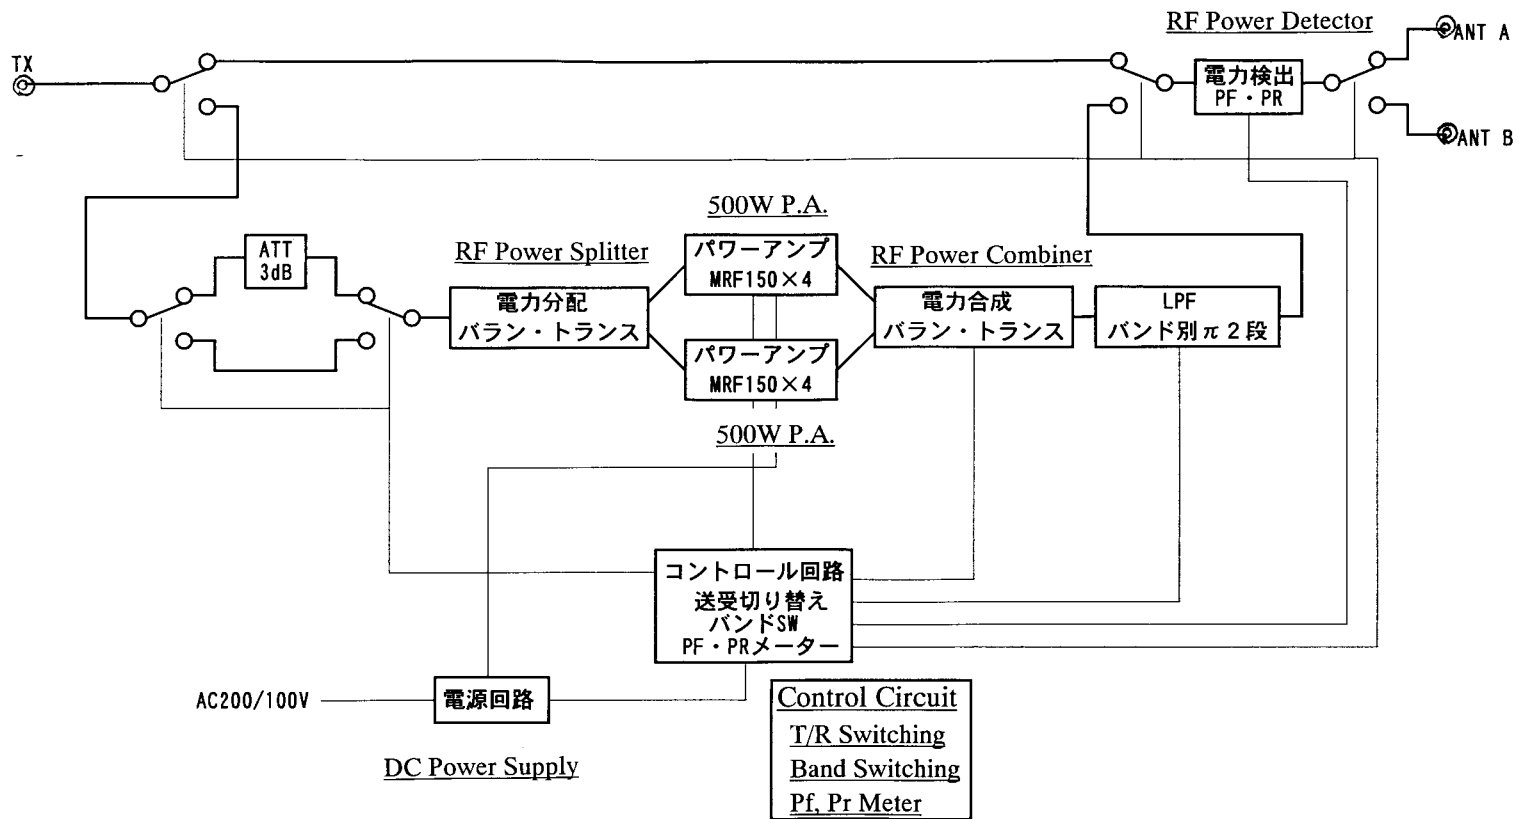 RF Power Detector
ANT A
TX
電力検出
PF・PR
ANT B
500W P.A.
ATT
3dB
RF Power Splitter
パワーアンプ
MRF150×4
RF Power Combiner
電力分配
バラン・トランス
電力合成
バラン・トランス
LPF
バンド別π2段
パワーアンプ
MRF150×4
500W P.A.
コントロール回路
送受切り替え
バンドSW
PF・PRメーター
AC200/100V
電源回路
Control Circuit
T/R Switching
DC Power Supply
Band Switching
Pf, Pr Meter